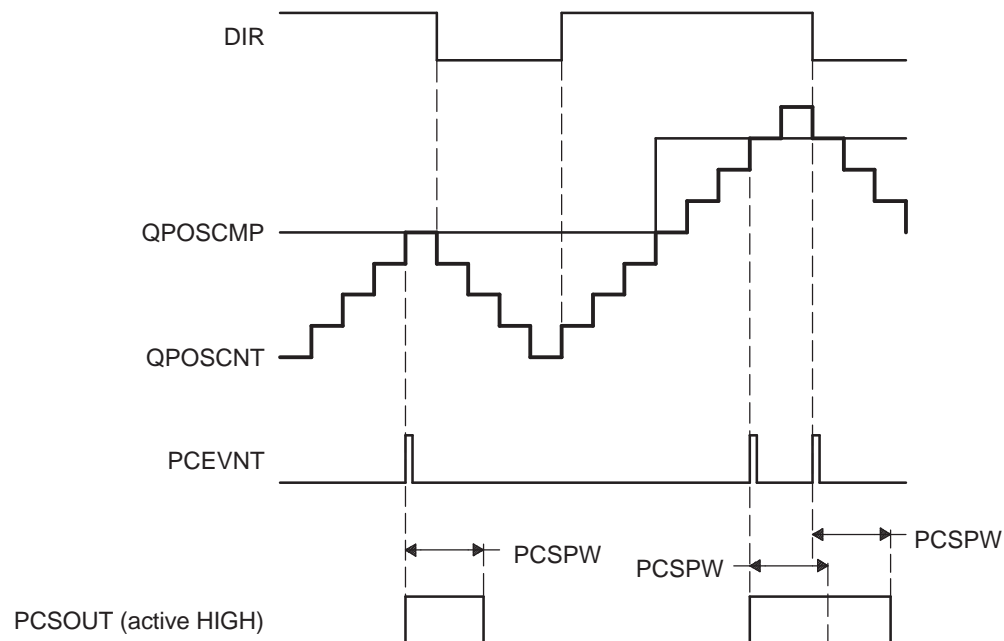 DIR
QPOSCMP
QPOSCNT
PCEVNT
PCSPW
PCSPW
PCSPW
PCSOUT (active HIGH)